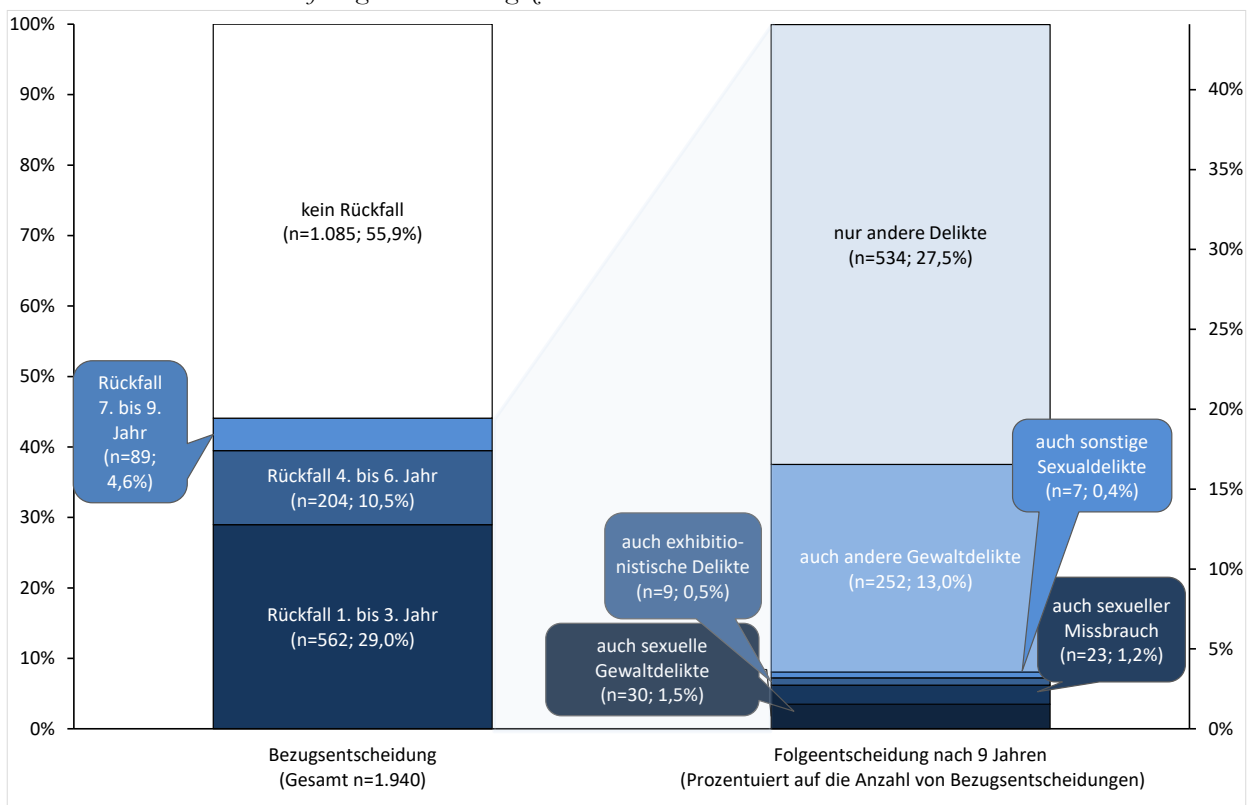 100%
90%
80%
70%
60%
50%
40%
30%
20%
10%
0%
kein Rückfall
(n=1.085; 55,9%)
Rückfall
7. bis 9.
Jahr
(n=89;
4,6%)
Rückfall 4. bis 6. Jahr
(n=204; 10,5%)
Rückfall 1. bis 3. Jahr
(n=562; 29,0%)
Bezugsentscheidung
(Gesamt n=1.940)
nur andere Delikte
(n=534; 27,5%)
auch sonstige
Sexualdelikte
(n=7; 0,4%)
auch andere Gewaltdelikte
(n=252; 13,0%)
auch exhibitio-
nistische Delikte
(n=9; 0,5%)
auch sexueller
Missbrauch
(n=23; 1,2%)
auch sexuelle
Gewaltdelikte
(n=30; 1,5%)
Folgeentscheidung nach 9 Jahren
(Prozentuiert auf die Anzahl von Bezugsentscheidungen)
40%
35%
30%
25%
20%
15%
10%
5%
0%